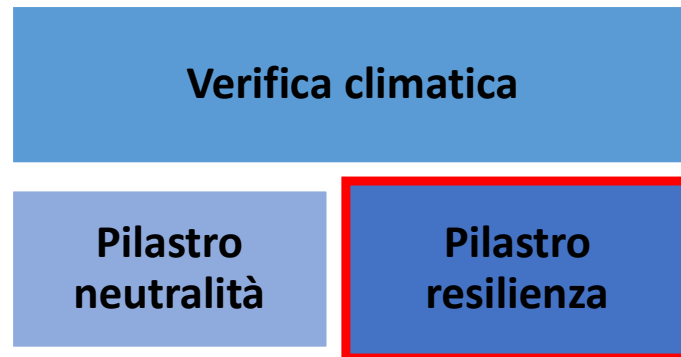 Verifica climatica
Pilastro
neutralità
Pilastro
resilienza